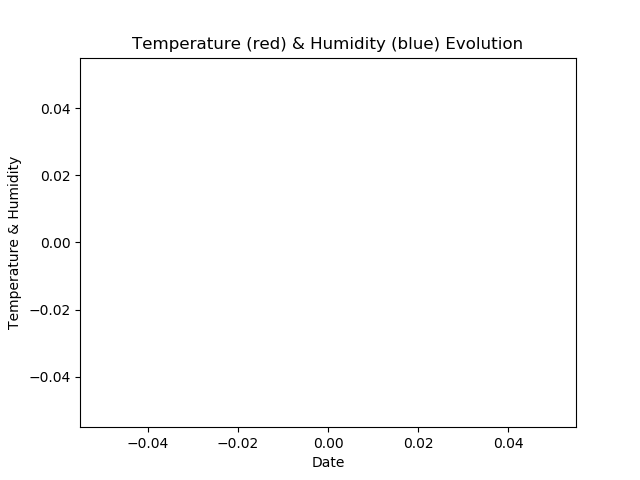 Temperature (red) & Humidity (blue) Evolution
0.04
0.02
0.00
−0.02
−0.04
Temperature & Humidity
−0.04 −0.02 0.00 0.02 0.04
Date